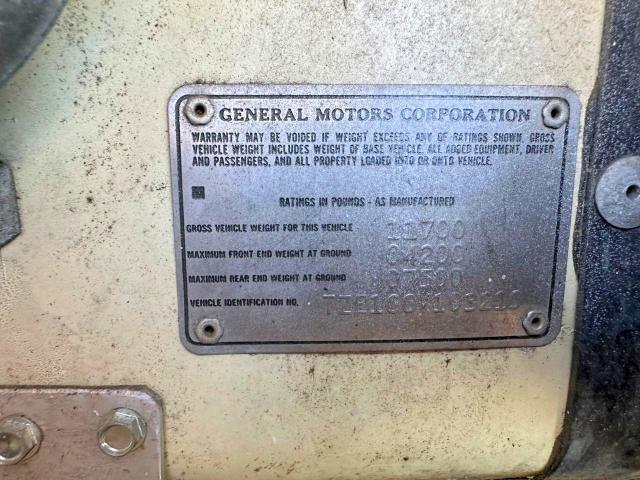 GENERAL MOTORS CORPORATION
WARRANTY MAY BE VOIDED IF WEIGHT EXCEEDS ANY OF RATINGS SHOWN. GROSS
VEHICLE WEIGHT INCLUDES WEIGHT OF BASE VEHICLE, ALL ADDED EQUIPMENT, DRIVER
AND PASSENGERS, AND ALL PROPERTY LOADED INTO OR ONTO VEHICLE.
RATINGS IN POUNDS - AS MANUFACTURED
GROSS VEHICLE WEIGHT FOR THIS VEHICLE 11700
MAXIMUM FRONT END WEIGHT AT GROUND 04200
MAXIMUM REAR END WEIGHT AT GROUND 07500
VEHICLE IDENTIFICATION NO.